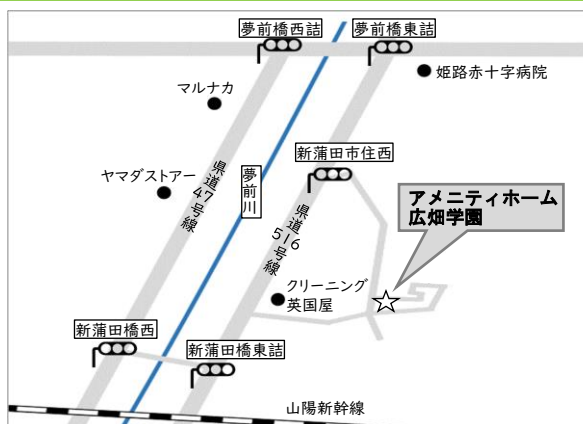 夢前橋西詰
夢前橋東詰
姫路赤十字病院
マルナカ
新蒲田市住西
ヤマダストアー
県道47号線
夢前川
アメニティホーム
広畑学園
県道516号線
クリーニング
英国屋
新蒲田橋西
新蒲田橋東詰
山陽新幹線